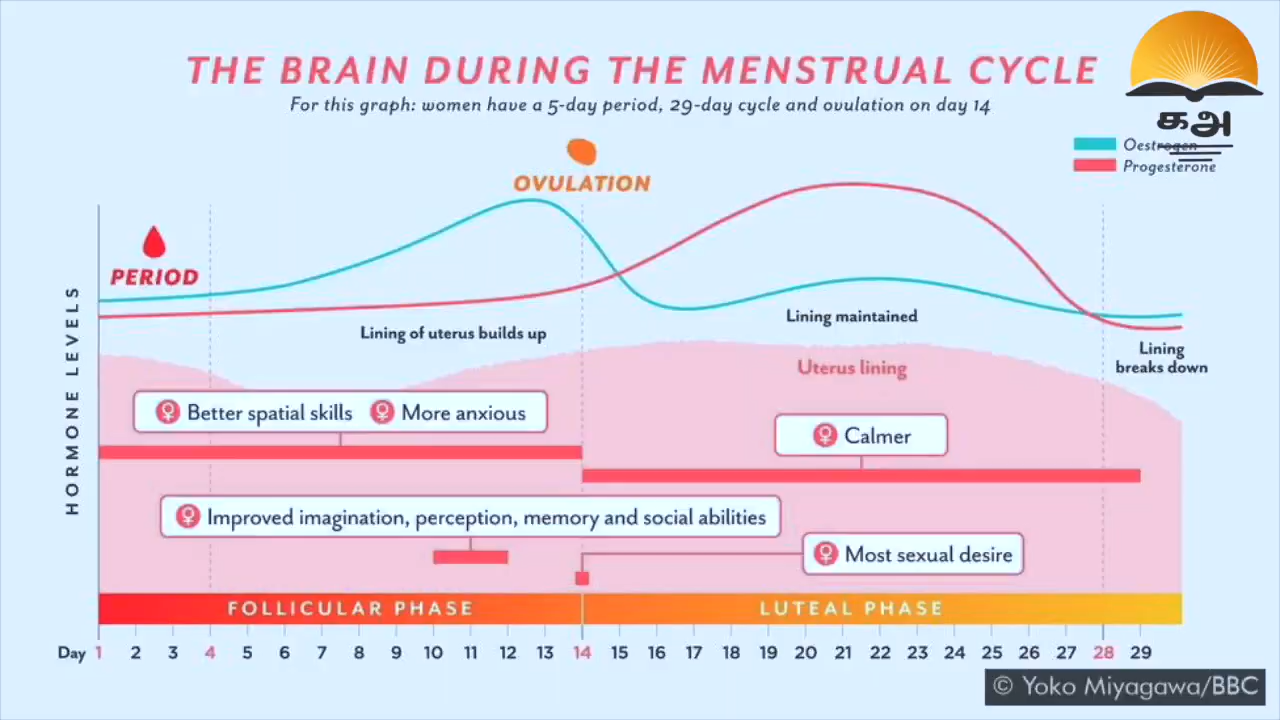 THE BRAIN DURING THE MENSTRUAL CYCLE
For this graph: women have a 5-day period, 29-day cycle and ovulation on day 14
கஅ
Oestrogen
Progesterone
OVULATION
PERIOD
HORMONE LEVELS
Lining of uterus builds up
Lining maintained
Uterus lining
Lining
breaks down
Better spatial skills More anxious
Calmer
Improved imagination, perception, memory and social abilities
Most sexual desire
FOLLICULAR PHASE LUTEAL PHASE
Day 1 2 3 4 5 6 7 8 9 10 11 12 13 14 15 16 17 18 19 20 21 22 23 24 25 26 27 28 29
© Yoko Miyagawa/BBC